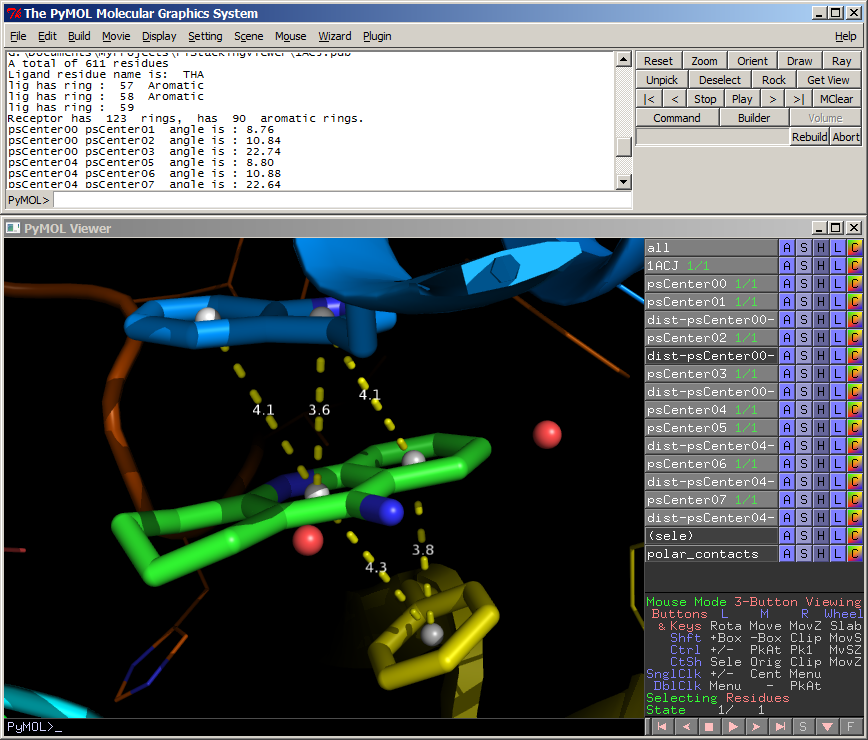 The PyMOL Molecular Graphics System
File Edit Build Movie Display Setting Scene Mouse Wizard Plugin Help
A total of 611 residues
Ligand residue name is: THA
lig has ring : 57 Aromatic
lig has ring : 58 Aromatic
lig has ring : 59
Receptor has 123 rings, has 90 aromatic rings.
psCenter00 psCenter01 angle is : 8.76
psCenter00 psCenter02 angle is : 10.84
psCenter00 psCenter03 angle is : 22.74
psCenter04 psCenter05 angle is : 8.80
psCenter04 psCenter06 angle is : 10.88
psCenter04 psCenter07 angle is : 22.64
PyMOL>
Reset Zoom Orient Draw Ray
Unpick Deselect Rock Get View
|< < Stop Play > >| MClear
Command Builder Volume
Rebuild Abort
PyMOL Viewer
4.1
3.6
4.1
3.8
4.3
all A S H L C
1ACJ 1/1 A S H L C
psCenter00 1/1 A S H L C
psCenter01 1/1 A S H L C
dist-psCenter00- A S H L C
psCenter02 1/1 A S H L C
dist-psCenter00- A S H L C
psCenter03 1/1 A S H L C
dist-psCenter00- A S H L C
psCenter04 1/1 A S H L C
psCenter05 1/1 A S H L C
dist-psCenter04- A S H L C
psCenter06 1/1 A S H L C
dist-psCenter04- A S H L C
psCenter07 1/1 A S H L C
dist-psCenter04- A S H L C
(sele) A S H L C
polar_contacts A S H L C
Mouse Mode 3-Button Viewing
Buttons L M R Wheel
& Keys Rota Move MovZ Slab
Shft +Box -Box Clip MovS
Ctrl +/- PkAt Pk1 MvSZ
CtSh Sele Orig Clip MovZ
SnglClk +/- Cent Menu
DblClk Menu - PkAt
Selecting Residues
State 1/ 1
PyMOL>_
S F